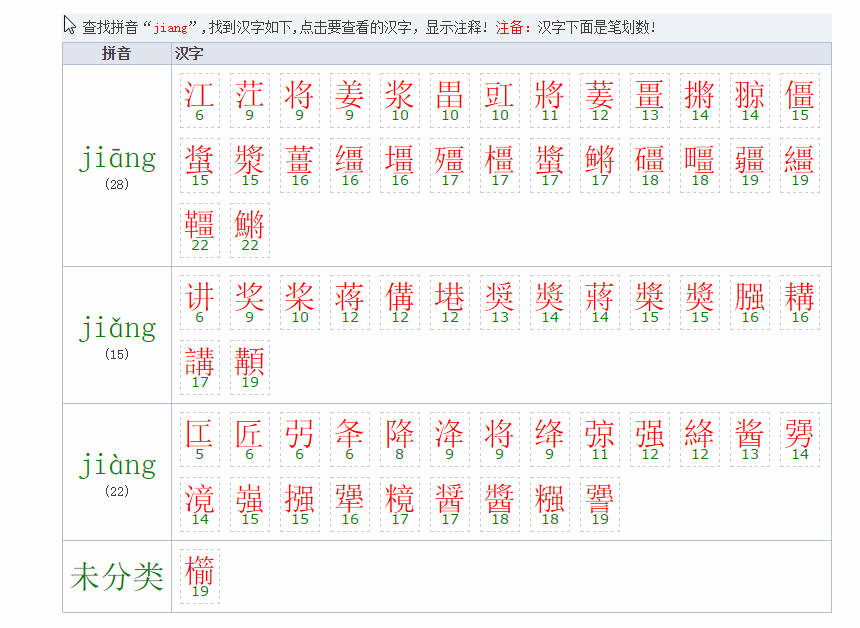 查找拼音“jiang”,找到汉字如下,点击要查看的汉字，显示注释！注备：汉字下面是笔划数！
拼音 汉字
江 茳 将 姜 浆 畕 豇 將 葁 畺 摪 翞 僵
6 9 9 9 10 10 10 11 12 13 14 14 15
jiāng
(28)
螀 漿 薑 缰 壃 殭 橿 螿 鳉 礓 疅 疆 繮
15 15 16 16 16 17 17 17 17 18 18 19 19
韁 鱂
22 22
讲 奖 桨 蒋 傋 塂 奨 奬 蔣 槳 獎 膙 耩
6 9 10 12 12 12 13 14 14 15 15 16 16
jiǎng
(15)
講 顜
17 19
匞 匠 弜 夅 降 洚 将 绛 弶 强 絳 酱 勥
5 6 6 6 8 9 9 9 11 12 12 13 14
jiàng
(22)
滰 嵹 摾 犟 糡 醤 醬 糨 謽
14 15 15 16 17 17 18 18 19
未分类 櫤
19